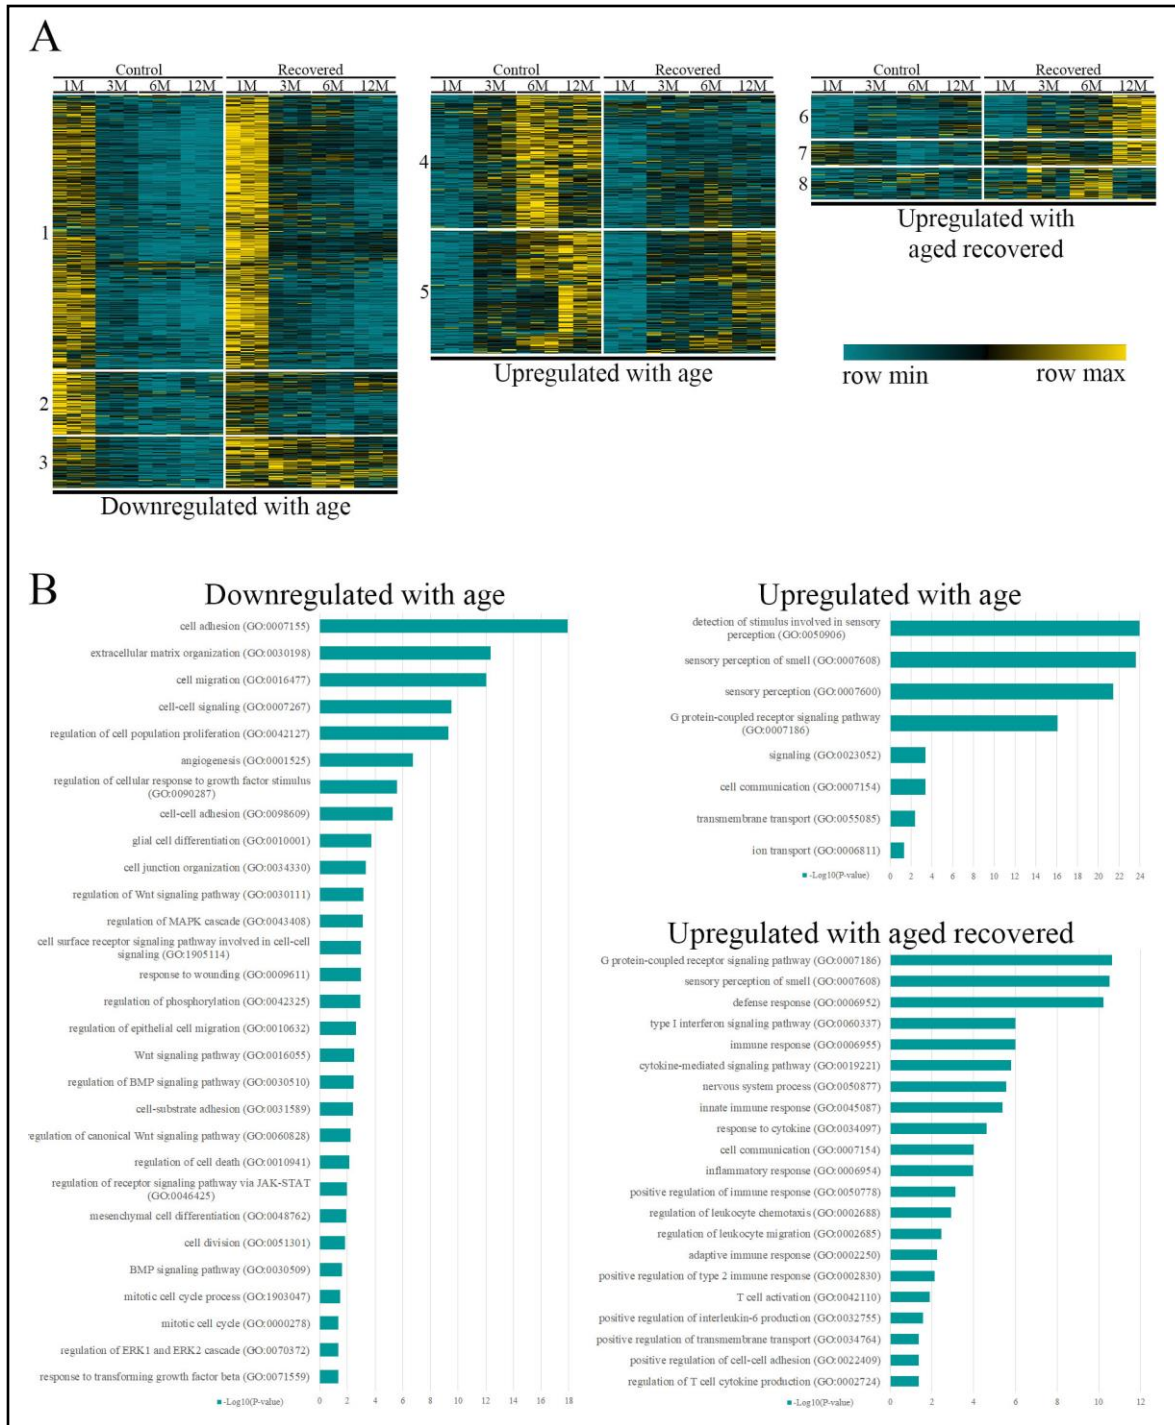 A
Control Recovered
1M 3M 6M 12M 1M 3M 6M 12M
1
2
3
Downregulated with age
Control Recovered
1M 3M 6M 12M 1M 3M 6M 12M
4
5
Upregulated with age
Control Recovered
1M 3M 6M 12M 1M 3M 6M 12M
6
7
8
Upregulated with
aged recovered
row min row max
B
Downregulated with age
cell adhesion (GO:0007155)
extracellular matrix organization (GO:0030198)
cell migration (GO:0016477)
cell-cell signaling (GO:0007267)
regulation of cell population proliferation (GO:0042127)
angiogenesis (GO:0001525)
regulation of cellular response to growth factor stimulus
(GO:0090287)
cell-cell adhesion (GO:0098609)
glial cell differentiation (GO:0010001)
cell junction organization (GO:0034330)
regulation of Wnt signaling pathway (GO:0030111)
regulation of MAPK cascade (GO:0043408)
cell surface receptor signaling pathway involved in cell-cell
signaling (GO:1905114)
response to wounding (GO:0009611)
regulation of phosphorylation (GO:0042325)
regulation of epithelial cell migration (GO:0010632)
Wnt signaling pathway (GO:0016055)
regulation of BMP signaling pathway (GO:0030510)
cell-substrate adhesion (GO:0031589)
regulation of canonical Wnt signaling pathway (GO:0060828)
regulation of cell death (GO:0010941)
regulation of receptor signaling pathway via JAK-STAT
(GO:0046425)
mesenchymal cell differentiation (GO:0048762)
cell division (GO:0051301)
BMP signaling pathway (GO:0030509)
mitotic cell cycle process (GO:1903047)
mitotic cell cycle (GO:0000278)
regulation of ERK1 and ERK2 cascade (GO:0070372)
response to transforming growth factor beta (GO:0071559)
-Log10(P-value) 0 2 4 6 8 10 12 14 16 18
Upregulated with age
detection of stimulus involved in sensory
perception (GO:0050906)
sensory perception of smell (GO:0007608)
sensory perception (GO:0007600)
G protein-coupled receptor signaling pathway
(GO:0007186)
signaling (GO:0023052)
cell communication (GO:0007154)
transmembrane transport (GO:0055085)
ion transport (GO:0006811)
-Log10(P-value) 0 2 4 6 8 10 12 14 16 18 20 22 24
Upregulated with aged recovered
G protein-coupled receptor signaling pathway (GO:0007186)
sensory perception of smell (GO:0007608)
defense response (GO:0006952)
type I interferon signaling pathway (GO:0060337)
immune response (GO:0006955)
cytokine-mediated signaling pathway (GO:0019221)
nervous system process (GO:0050877)
innate immune response (GO:0045087)
response to cytokine (GO:0034097)
cell communication (GO:0007154)
inflammatory response (GO:0006954)
positive regulation of immune response (GO:0050778)
regulation of leukocyte chemotaxis (GO:0002688)
regulation of leukocyte migration (GO:0002685)
adaptive immune response (GO:0002250)
positive regulation of type 2 immune response (GO:0002830)
T cell activation (GO:0042110)
positive regulation of interleukin-6 production (GO:0032755)
positive regulation of transmembrane transport (GO:0034764)
positive regulation of cell-cell adhesion (GO:0022409)
regulation of T cell cytokine production (GO:0002724)
-Log10(P-value) 0 2 4 6 8 10 12